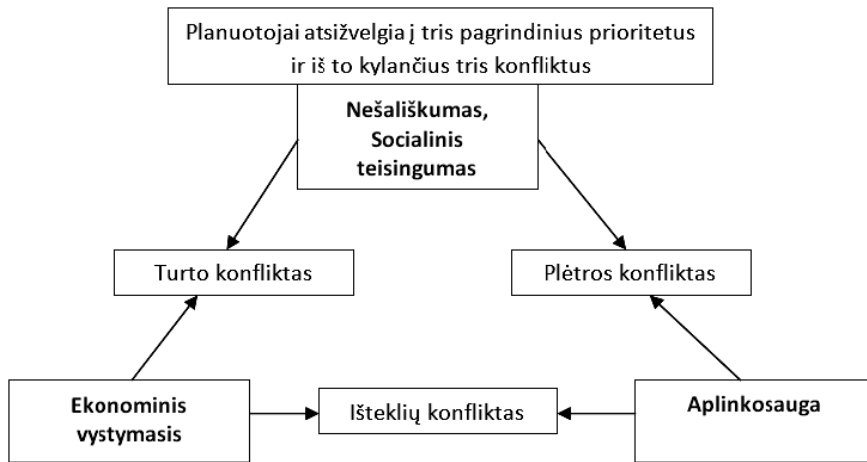 Planuotojai atsižvelgia į tris pagrindinius prioritetus
ir iš to kylančius tris konfliktus
Nešališkumas,
Socialinis
teisingumas
Turto konfliktas
Plėtros konfliktas
Ekonominis
vystymasis
Išteklių konfliktas
Aplinkosauga